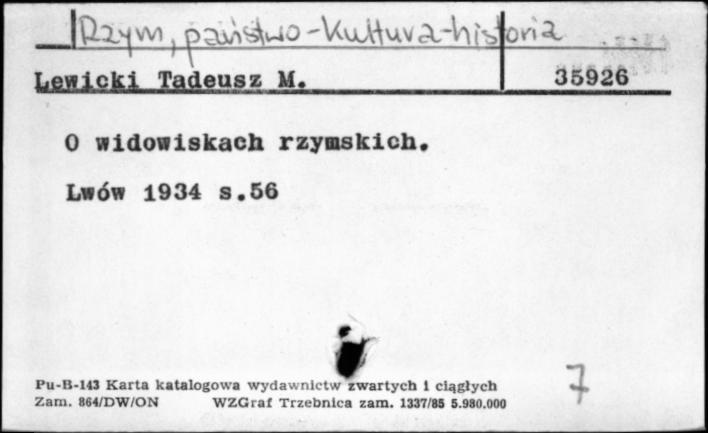 Rzym, państwo-kultura-historia
Lewicki Tadeusz M. 35926
O widowiskach rzymskich.
Lwów 1934 s.56
7
Pu-B-143 Karta katalogowa wydawnictw zwartych i ciągłych
Zam. 864/DW/ON WZGraf Trzebnica zam. 1337/85 5.980.000